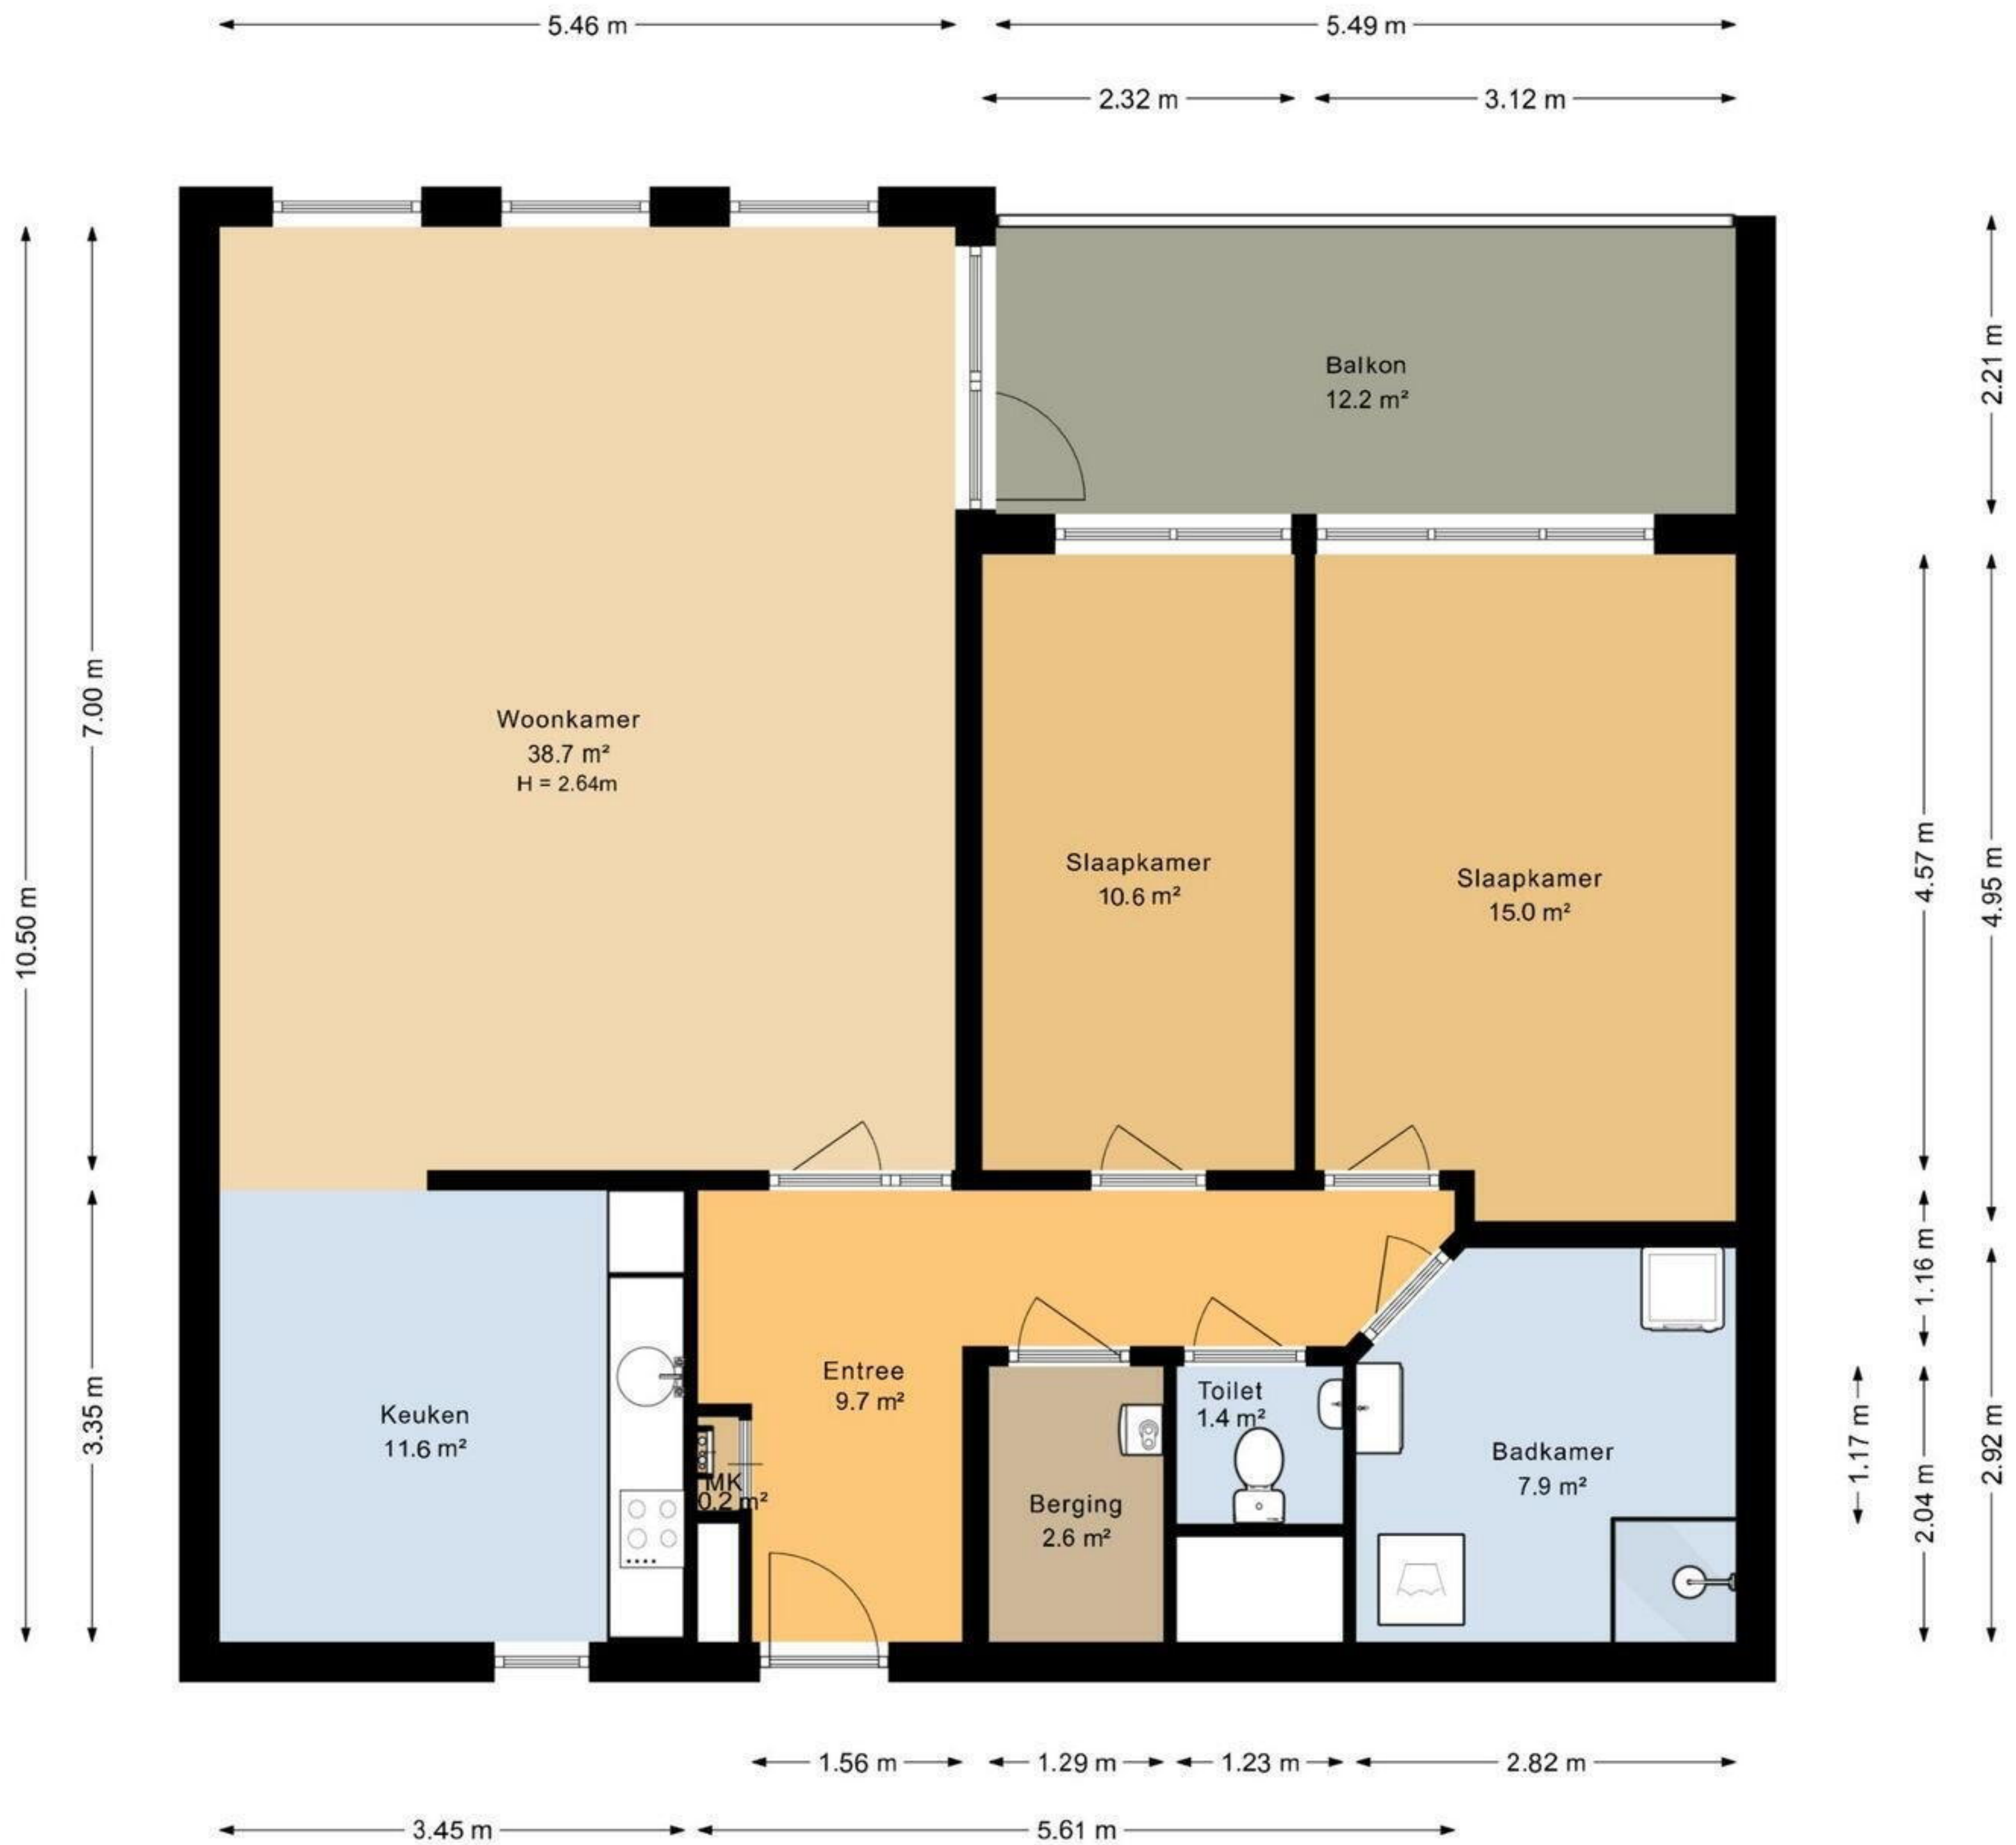 5.46 m
5.49 m
2.32 m
3.12 m
2.21 m
Balkon
12.2 m²
7.00 m
10.50 m
Woonkamer
38.7 m²
H = 2.64m
Slaapkamer
10.6 m²
Slaapkamer
15.0 m²
4.57 m
4.95 m
1.16 m
3.35 m
Keuken
11.6 m²
Entree
9.7 m²
MK
0.2 m²
Berging
2.6 m²
Toilet
1.4 m²
Badkamer
7.9 m²
1.17 m
2.04 m
2.92 m
1.56 m
1.29 m
1.23 m
2.82 m
3.45 m
5.61 m